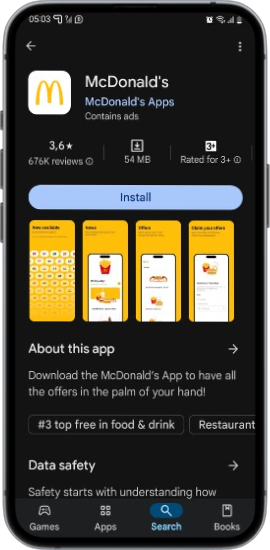 05:03
McDonald's
McDonald's Apps
Contains ads
3,6★
676K reviews
54 MB
3+
Rated for 3+
Install
News
Offers
Claim your offers
About this app
Download the McDonald's App to have all
the offers in the palm of your hand!
#3 top free in food & drink
Restaurant
Data safety
Safety starts with understanding how
Games
Apps
Search
Books